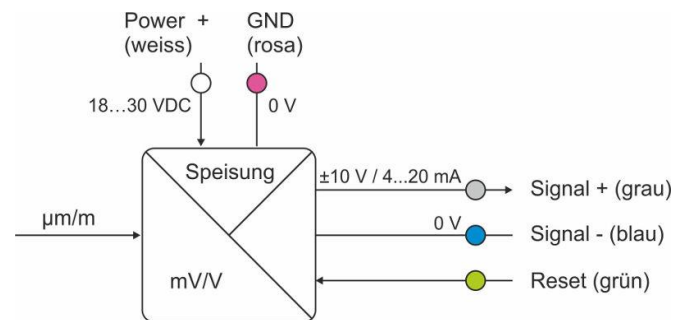 Power +
(weiss)
GND
(rosa)
18...30 VDC
0 V
Speisung
±10 V / 4...20 mA
Signal + (grau)
µm/m
0 V
Signal - (blau)
mV/V
Reset (grün)